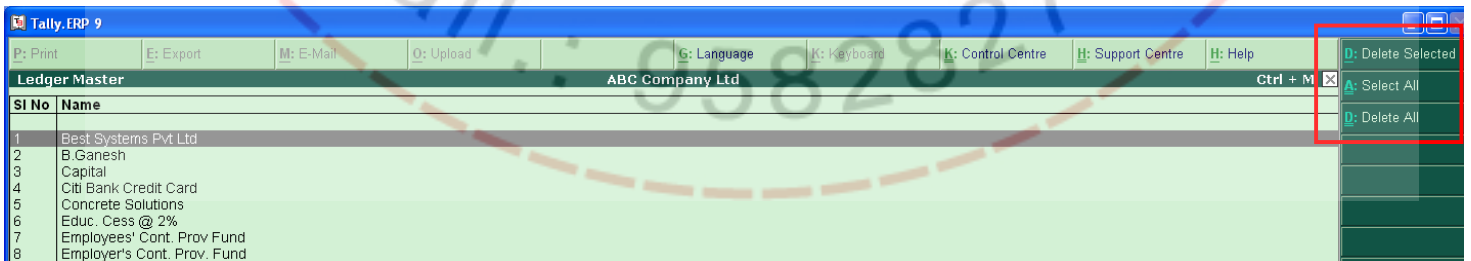 Tally.ERP 9
P: Print E: Export M: E-Mail O: Upload G: Language K: Keyboard K: Control Centre H: Support Centre H: Help D: Delete Selected
Ledger Master ABC Company Ltd Ctrl + M A: Select All
Sl No Name
D: Delete All
1 Best Systems Pvt Ltd
2 B.Ganesh
3 Capital
4 Citi Bank Credit Card
5 Concrete Solutions
6 Educ. Cess @ 2%
7 Employees' Cont. Prov Fund
8 Employer's Cont. Prov. Fund